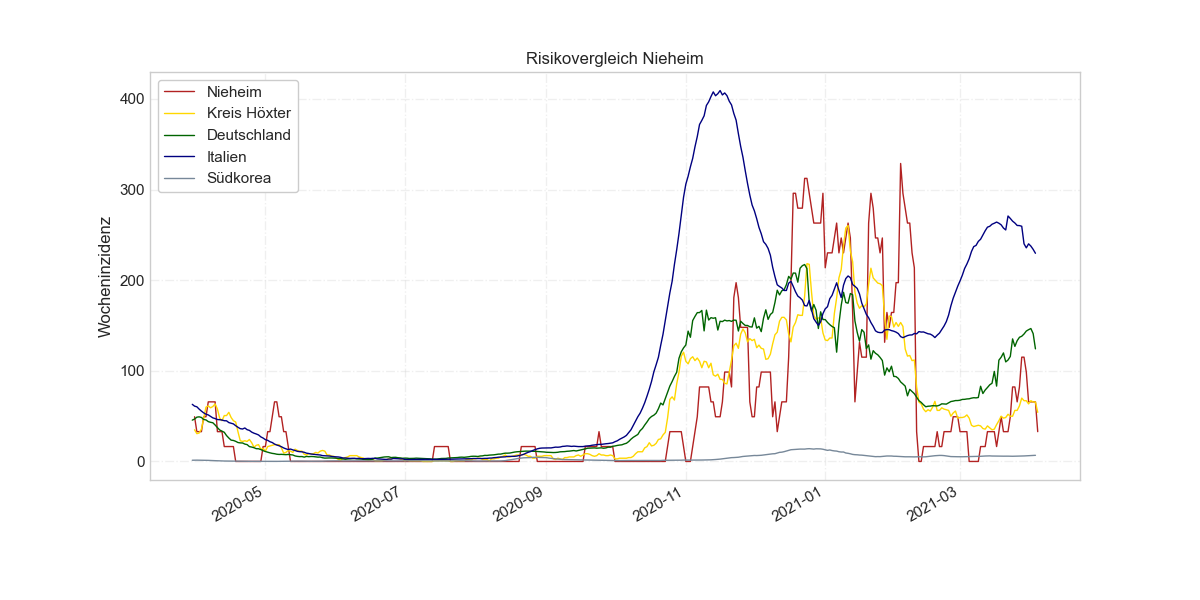 Risikovergleich Nieheim
Nieheim
Kreis Höxter
Deutschland
Italien
Südkorea
Wocheninzidenz
400
300
200
100
0
2020-05
2020-07
2020-09
2020-11
2021-01
2021-03